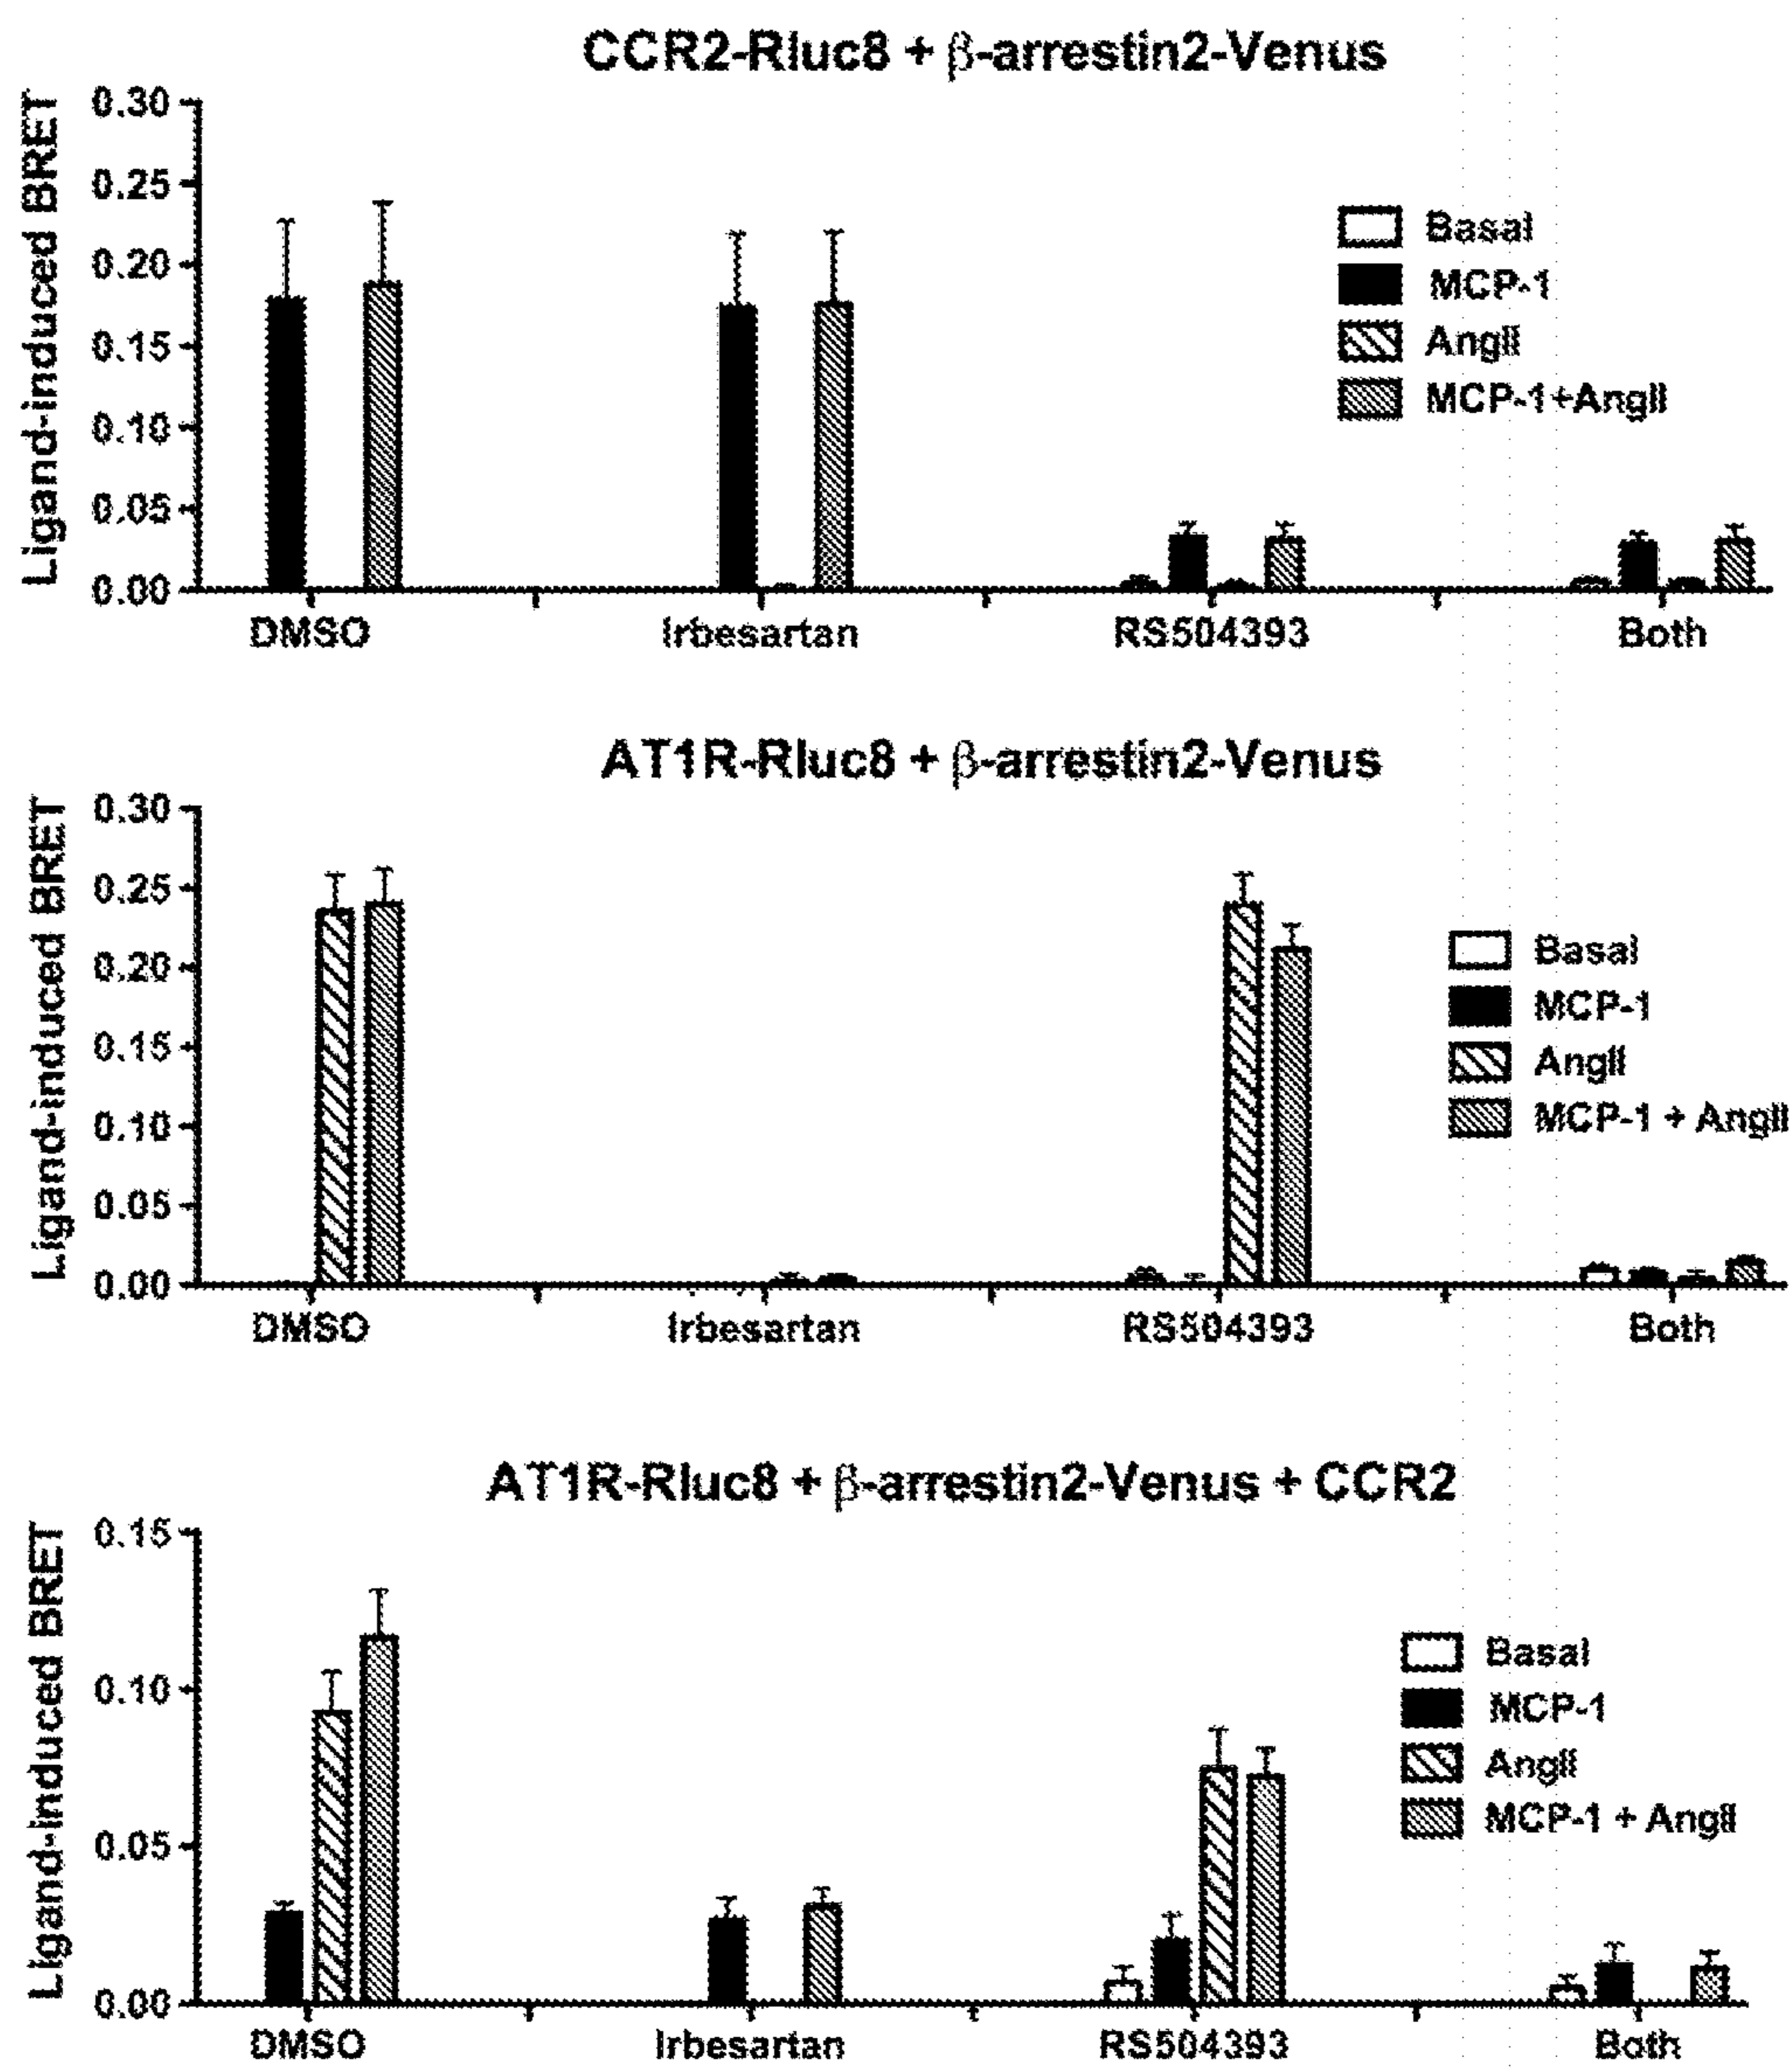 CCR2-Rluc8 + β-arrestin2-Venus
Ligand-induced BRET
0.30
0.25
0.20
0.15
0.10
0.05
0.00
Basal
MCP-1
AngII
MCP-1+AngII
DMSO Irbesartan RS504393 Both
AT1R-Rluc8 + β-arrestin2-Venus
Ligand-induced BRET
0.30
0.25
0.20
0.15
0.10
0.05
0.00
Basal
MCP-1
AngII
MCP-1 + AngII
DMSO Irbesartan RS504393 Both
AT1R-Rluc8 + β-arrestin2-Venus + CCR2
Ligand-induced BRET
0.15
0.10
0.05
0.00
Basal
MCP-1
AngII
MCP-1 + AngII
DMSO Irbesartan RS504393 Both